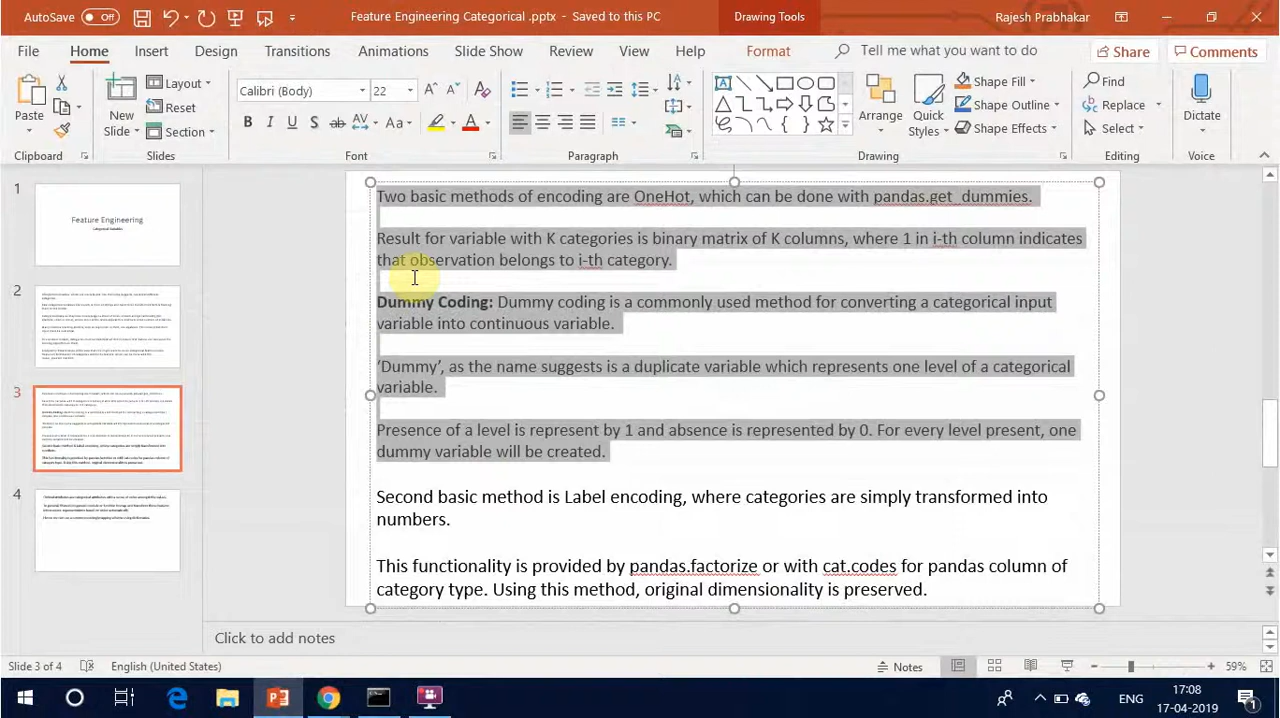 AutoSave Off
Feature Engineering Categorical .pptx - Saved to this PC
Drawing Tools
Rajesh Prabhakar
File Home Insert Design Transitions Animations Slide Show Review View Help Format Tell me what you want to do Share Comments
Paste
Clipboard
New Slide
Layout
Reset
Section
Slides
Calibri (Body) 22
B I U S ab AV Aa A
Font
Paragraph
Arrange
Quick Styles
Shape Fill
Shape Outline
Shape Effects
Drawing
Find
Replace
Select
Editing
Dictate
Voice
1
Feature Engineering
Categorical Variables
2
3
4
Two basic methods of encoding are OneHot, which can be done with pandas.get_dummies.
Result for variable with K categories is binary matrix of K columns, where 1 in i-th column indicates
that observation belongs to i-th category.
Dummy Coding: Dummy coding is a commonly used method for converting a categorical input
variable into continuous variable.
‘Dummy’, as the name suggests is a duplicate variable which represents one level of a categorical
variable.
Presence of a level is represent by 1 and absence is represented by 0. For every level present, one
dummy variable will be created.
Second basic method is Label encoding, where categories are simply transformed into
numbers.
This functionality is provided by pandas.factorize or with cat.codes for pandas column of
category type. Using this method, original dimensionality is preserved.
Click to add notes
Slide 3 of 4 English (United States) Notes 59%
ENG
17:08
17-04-2019
1